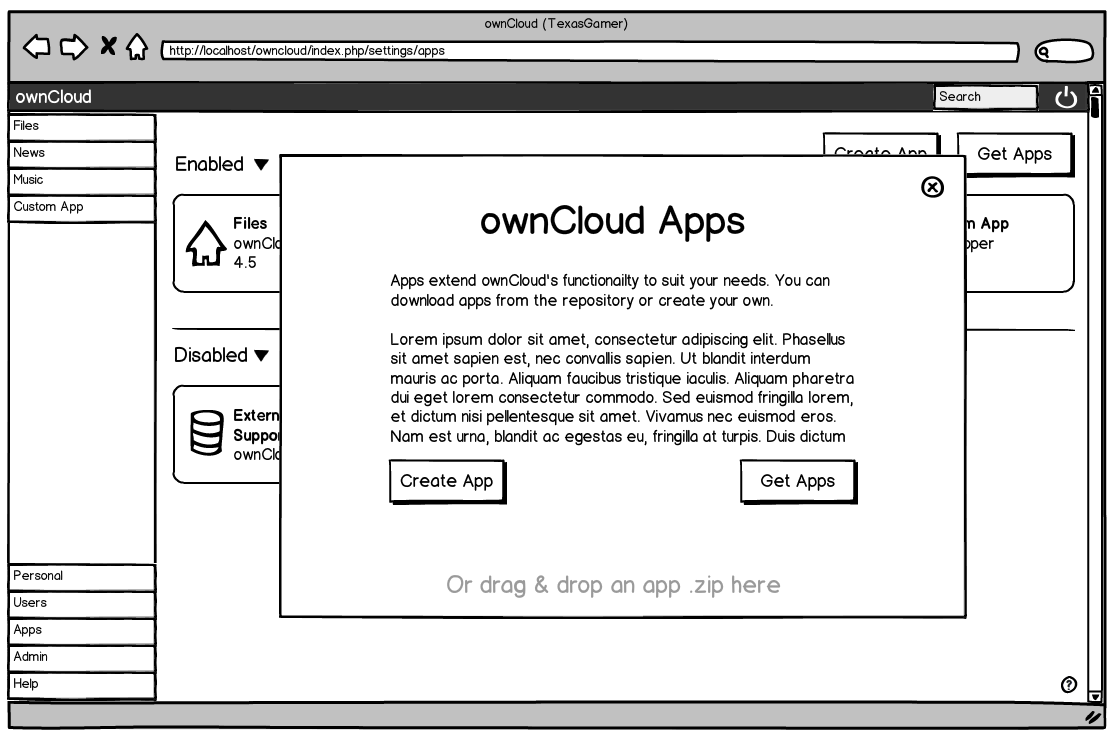 ownCloud (TexasGamer)
http://localhost/owncloud/index.php/settings/apps
ownCloud
Search
Files
News
Music
Custom App
Enabled
Create App
Get Apps
Files
4.5
App
ownCloud Apps
Apps extend ownCloud's functionailty to suit your needs. You can
download apps from the repository or create your own.
Lorem ipsum dolor sit amet, consectetur adipiscing elit. Phasellus
sit amet sapien est, nec convallis sapien. Ut blandit interdum
mauris ac porta. Aliquam faucibus tristique iaculis. Aliquam pharetra
dui eget lorem consectetur commodo. Sed euismod fringilla lorem,
et dictum nisi pellentesque sit amet. Vivamus nec euismod eros.
Nam est urna, blandit ac egestas eu, fringilla at turpis. Duis dictum
Create App
Get Apps
Or drag & drop an app .zip here
Disabled
Personal
Users
Apps
Admin
Help